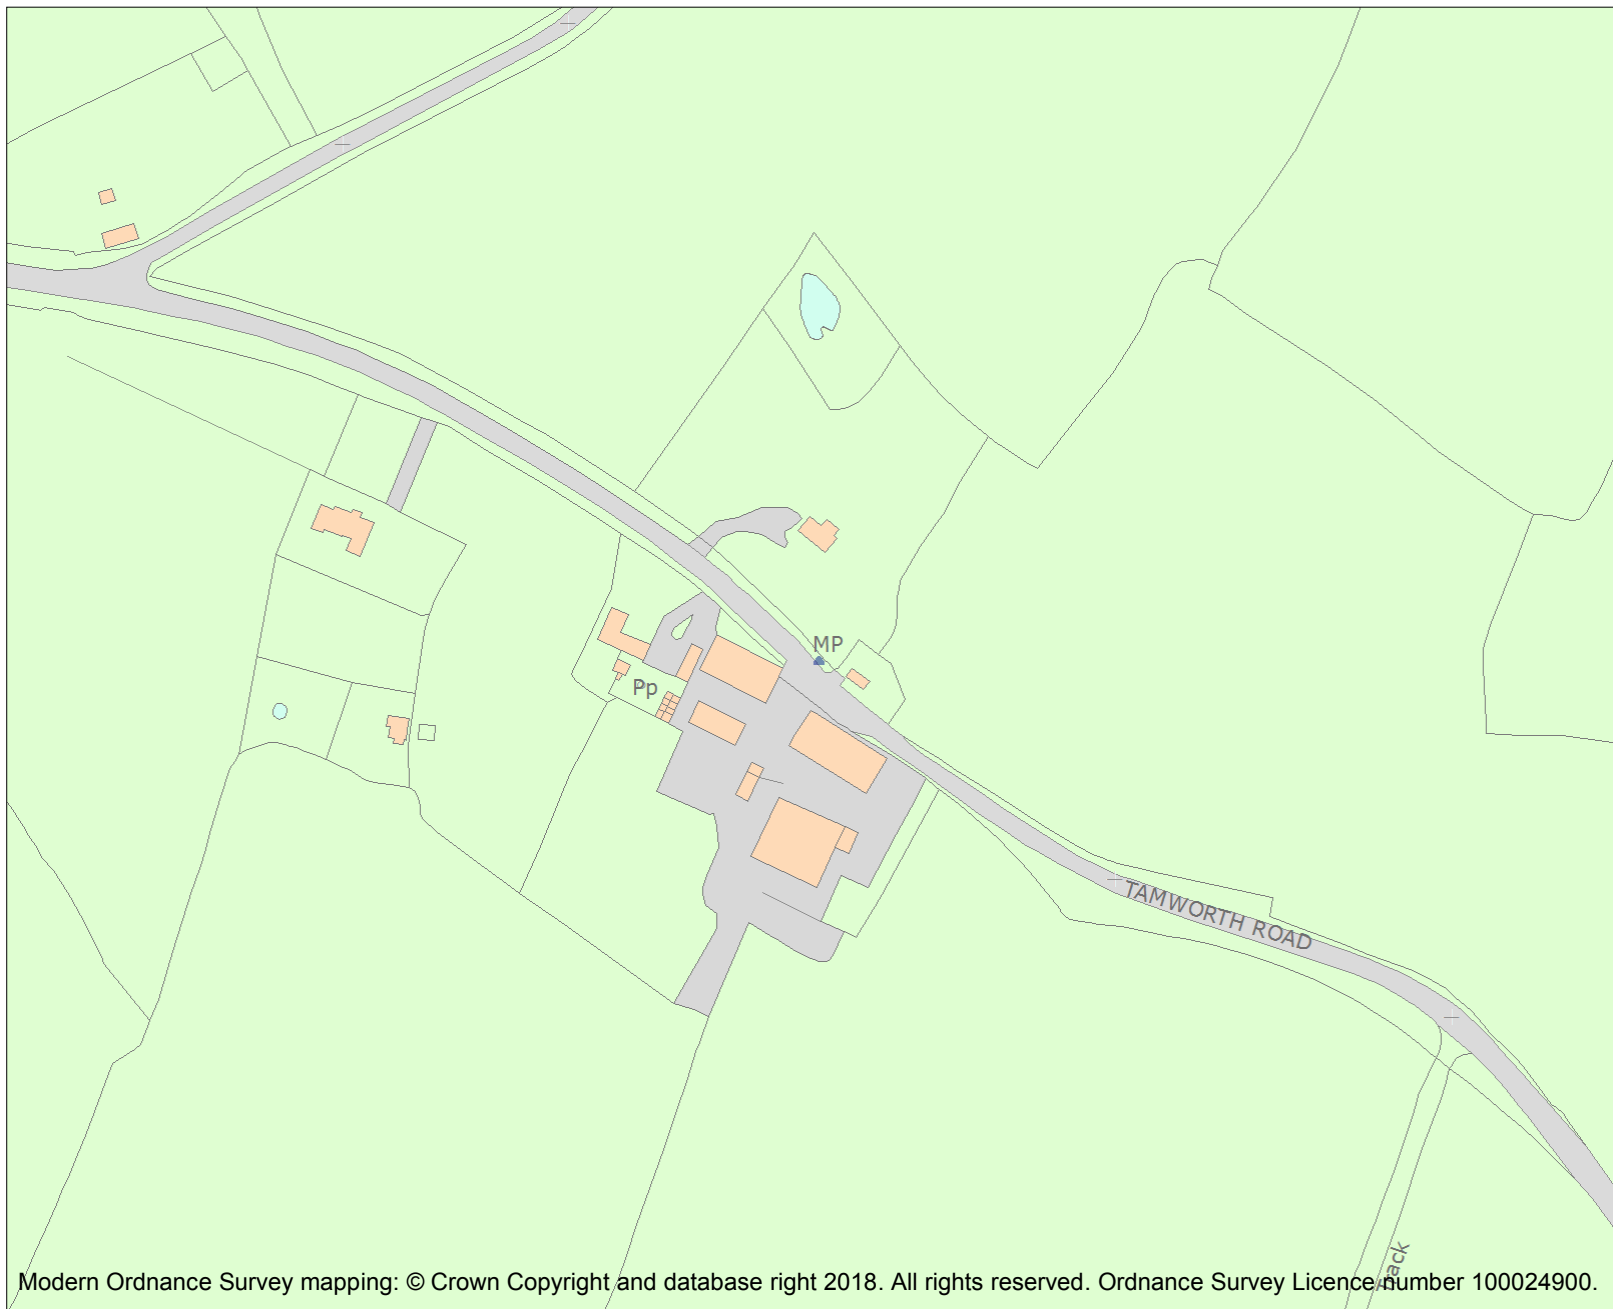 MP
Pp
TAMWORTH ROAD
Track
Modern Ordnance Survey mapping: © Crown Copyright and database right 2018. All rights reserved. Ordnance Survey Licence number 100024900.